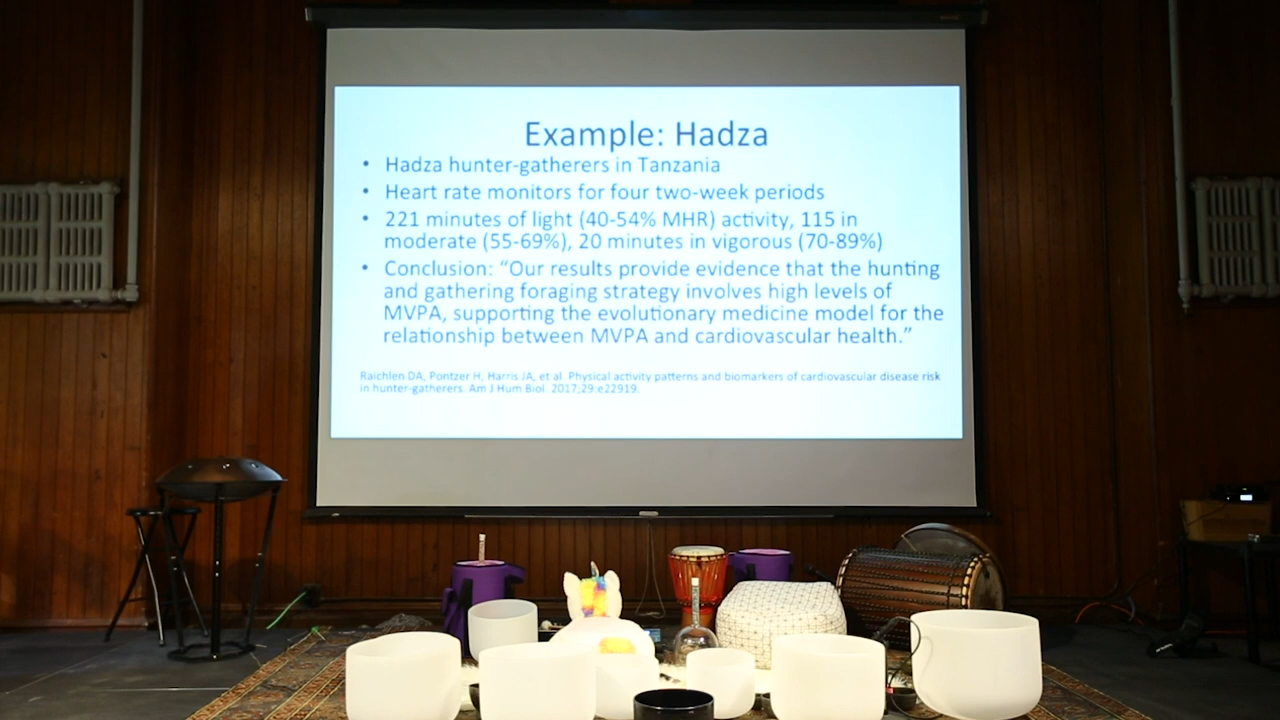 Example: Hadza
• Hadza hunter-gatherers in Tanzania
• Heart rate monitors for four two-week periods
• 221 minutes of light (40-54% MHR) activity, 115 in
moderate (55-69%), 20 minutes in vigorous (70-89%)
• Conclusion: “Our results provide evidence that the hunting
and gathering foraging strategy involves high levels of
MVPA, supporting the evolutionary medicine model for the
relationship between MVPA and cardiovascular health.”
Raichlen DA, Pontzer H, Harris JA, et al. Physical activity patterns and biomarkers of cardiovascular disease risk
in hunter-gatherers. Am J Hum Biol. 2017;29:e22919.